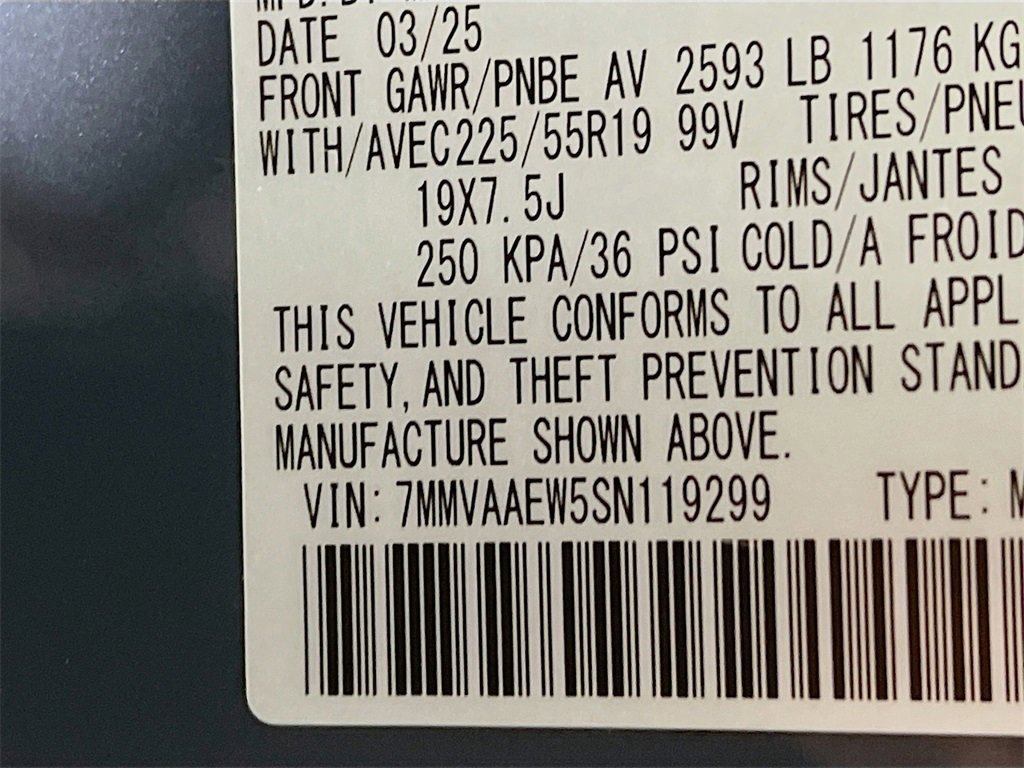 DATE 03/25
FRONT GAWR/PNBE AV 2593 LB 1176 KG
WITH/AVEC225/55R19 99V TIRES/PNEU
19X7.5J RIMS/JANTES
250 KPA/36 PSI COLD/A FROID
THIS VEHICLE CONFORMS TO ALL APPL
SAFETY,AND THEFT PREVENTION STAND
MANUFACTURE SHOWN ABOVE.
VIN: 7MMVAAEW5SN119299 TYPE: M